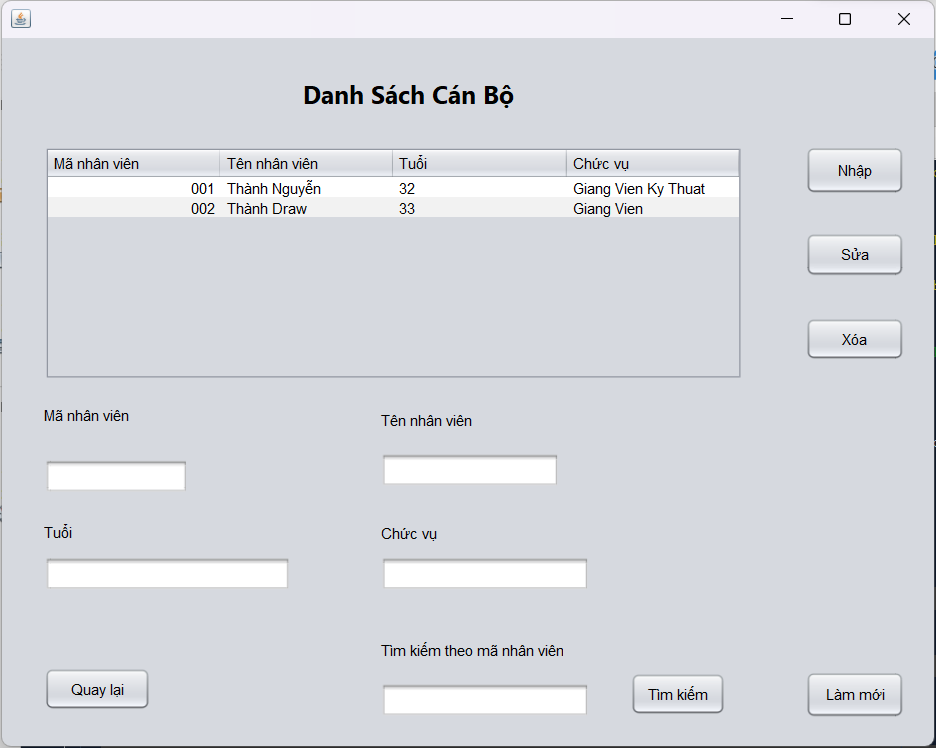 Danh Sách Cán Bộ
Mã nhân viên Tên nhân viên Tuổi Chức vụ
001 Thành Nguyễn 32 Giang Vien Ky Thuat
002 Thành Draw 33 Giang Vien
Nhập
Sửa
Xóa
Mã nhân viên
Tên nhân viên
Tuổi
Chức vụ
Tìm kiếm theo mã nhân viên
Quay lại
Tìm kiếm
Làm mới